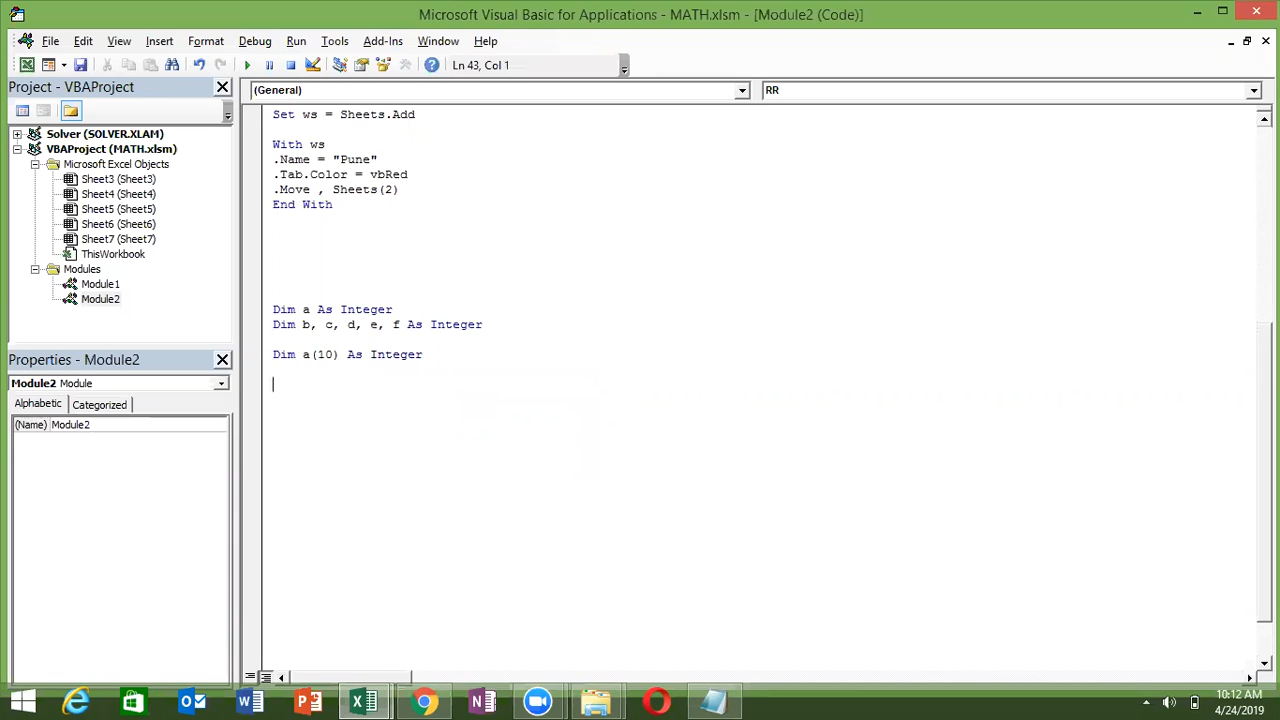 Microsoft Visual Basic for Applications - MATH.xlsm - [Module2 (Code)]
File Edit View Insert Format Debug Run Tools Add-Ins Window Help
Ln 43, Col 1
Project - VBAProject
Solver (SOLVER.XLAM)
VBAProject (MATH.xlsm)
Microsoft Excel Objects
Sheet3 (Sheet3)
Sheet4 (Sheet4)
Sheet5 (Sheet5)
Sheet6 (Sheet6)
Sheet7 (Sheet7)
ThisWorkbook
Modules
Module1
Module2
Properties - Module2
Module2 Module
Alphabetic Categorized
(Name) Module2
(General) RR
Set ws = Sheets.Add
With ws
.Name = "Pune"
.Tab.Color = vbRed
.Move , Sheets(2)
End With
Dim a As Integer
Dim b, c, d, e, f As Integer
Dim a(10) As Integer
10:12 AM
4/24/2019